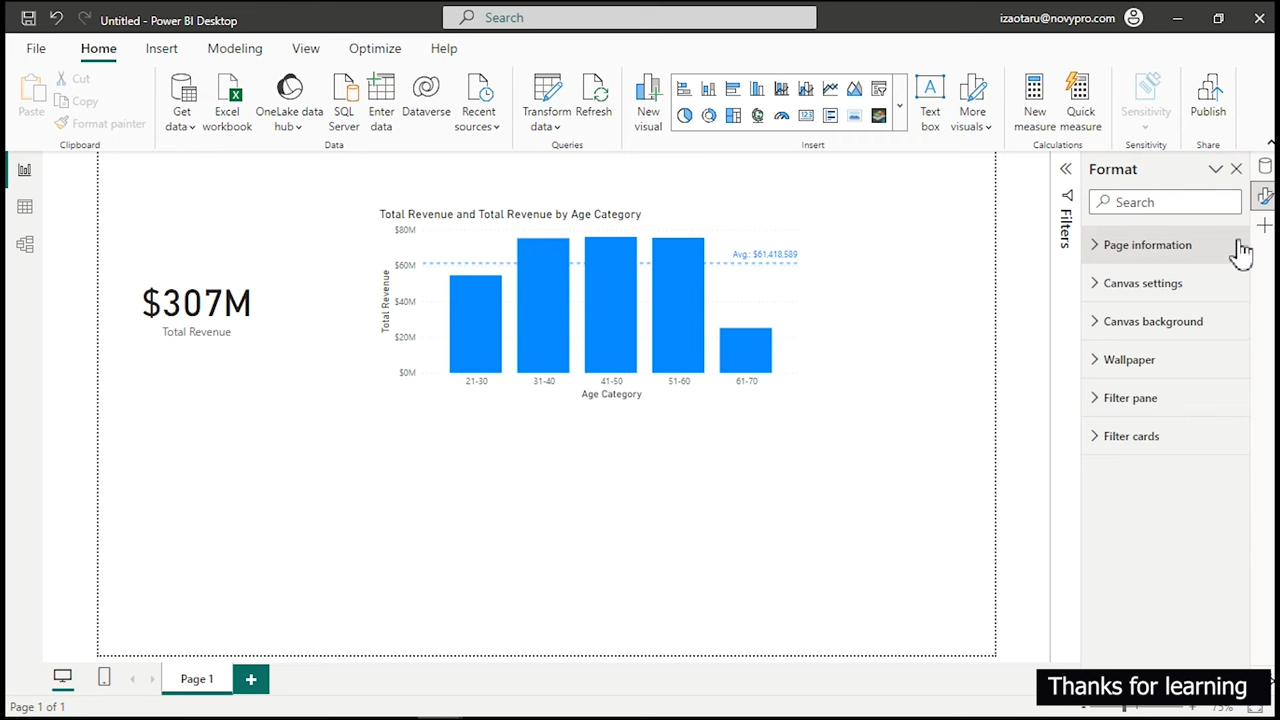 Untitled - Power BI Desktop
Search
izaotaru@novypro.com
File
Home
Insert
Modeling
View
Optimize
Help
Paste
Cut
Copy
Format painter
Clipboard
Get data
Excel workbook
OneLake data hub
SQL Server
Enter data
Dataverse
Recent sources
Data
Transform data
Refresh
Queries
New visual
Text box
More visuals
Insert
New measure
Quick measure
Calculations
Sensitivity
Sensitivity
Publish
Share
Total Revenue and Total Revenue by Age Category
$80M
$60M
$40M
$20M
$0M
Total Revenue
Avg.: $61,418,589
21-30
31-40
41-50
51-60
61-70
Age Category
$307M
Total Revenue
Filters
Format
Search
Page information
Canvas settings
Canvas background
Wallpaper
Filter pane
Filter cards
Page 1
Page 1 of 1
Thanks for learning
75%